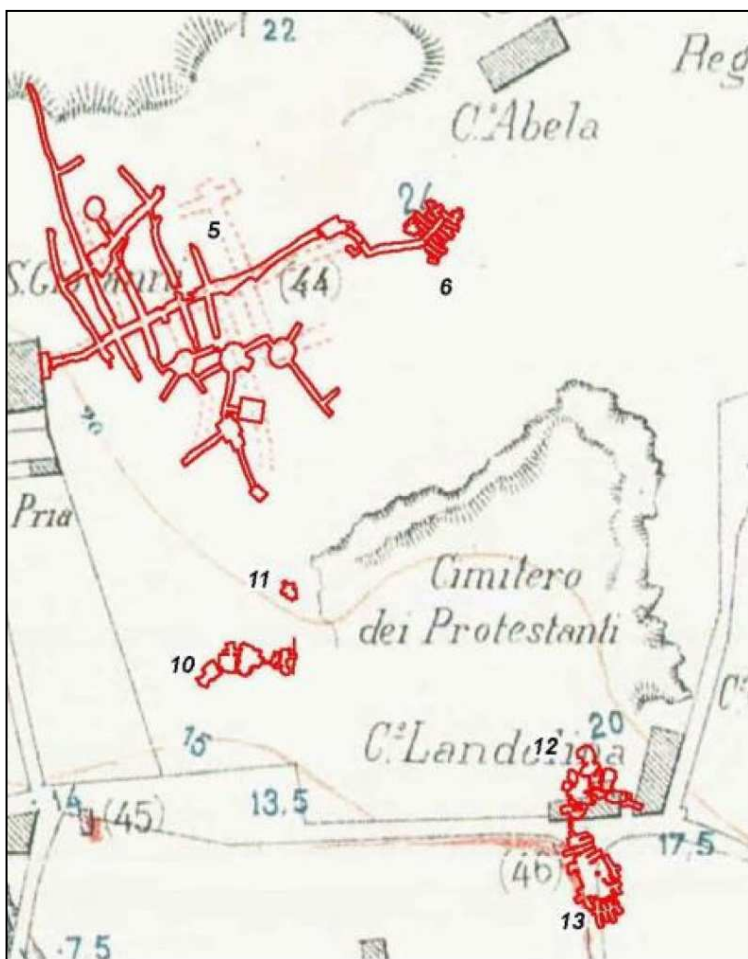 22
Reg
C.ª Abela
24
5
6
S.Giovanni
(44)
20
Pria
11
Cimitero
dei Protestanti
10
15
12
20
C.ª Landolina
C.ª
14
(45)
13,5
17,5
(46)
13
7.5